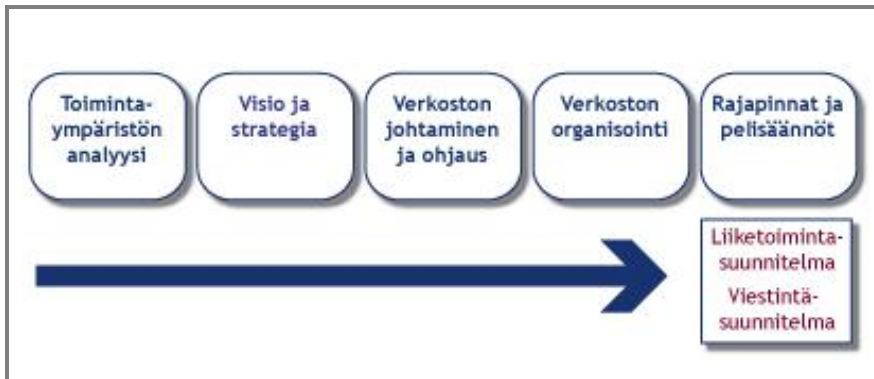 Toiminta-
ympäristön
analyysi
Visio ja
strategia
Verkoston
johtaminen
ja ohjaus
Verkoston
organisointi
Rajapinnat ja
pelisäännöt
Liiketoiminta-
suunnitelma
Viestintä-
suunnitelma